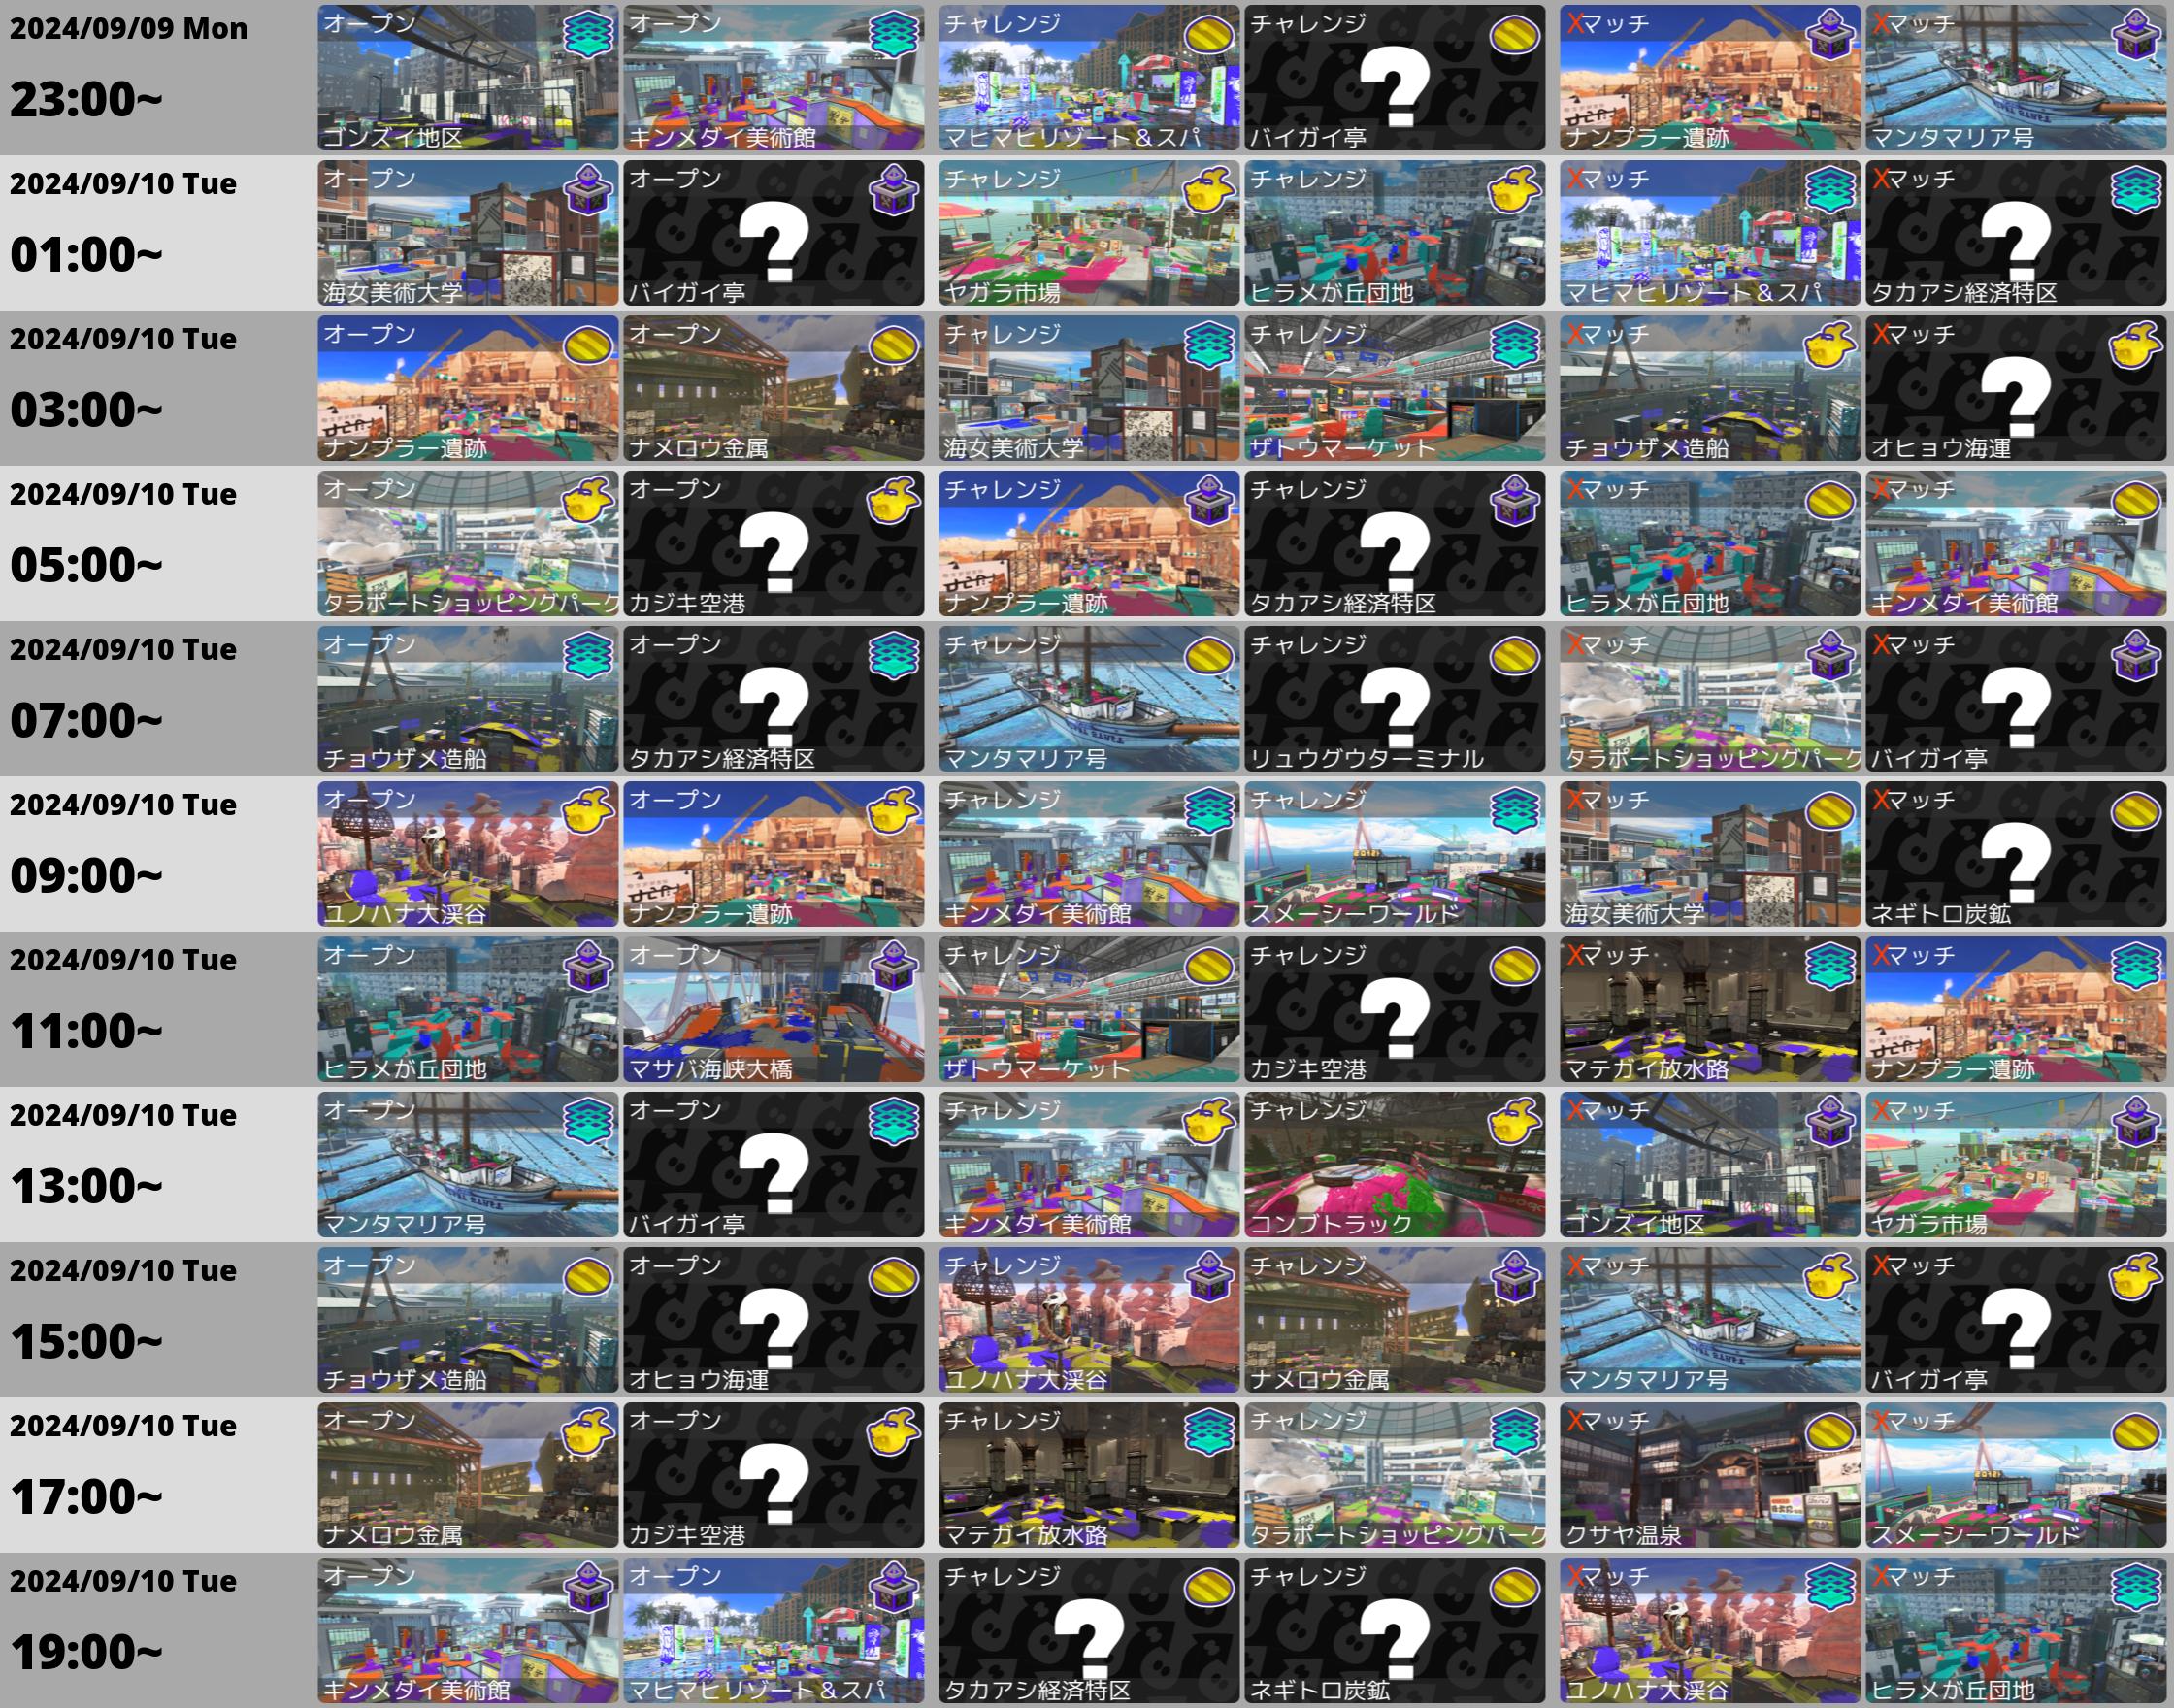 2024/09/09 Mon
23:00~
オープン
ゴンズイ地区
オープン
キンメダイ美術館
チャレンジ
マヒマヒリゾート＆スパ
チャレンジ
バイガイ亭
Xマッチ
ナンプラー遺跡
Xマッチ
マンタマリア号
2024/09/10 Tue
01:00~
オープン
海女美術大学
オープン
バイガイ亭
チャレンジ
ヤガラ市場
チャレンジ
ヒラメが丘団地
Xマッチ
マヒマヒリゾート＆スパ
Xマッチ
タカアシ経済特区
2024/09/10 Tue
03:00~
オープン
ナンプラー遺跡
オープン
ナメロウ金属
チャレンジ
海女美術大学
チャレンジ
ザトウマーケット
Xマッチ
チョウザメ造船
Xマッチ
オヒョウ海運
2024/09/10 Tue
05:00~
オープン
タラポートショッピングパーク
オープン
カジキ空港
チャレンジ
ナンプラー遺跡
チャレンジ
タカアシ経済特区
Xマッチ
ヒラメが丘団地
Xマッチ
キンメダイ美術館
2024/09/10 Tue
07:00~
オープン
チョウザメ造船
オープン
タカアシ経済特区
チャレンジ
マンタマリア号
チャレンジ
リュウグウターミナル
Xマッチ
タラポートショッピングパーク
Xマッチ
バイガイ亭
2024/09/10 Tue
09:00~
オープン
ユノハナ大渓谷
オープン
ナンプラー遺跡
チャレンジ
キンメダイ美術館
チャレンジ
スメーシーワールド
Xマッチ
海女美術大学
Xマッチ
ネギトロ炭鉱
2024/09/10 Tue
11:00~
オープン
ヒラメが丘団地
オープン
マサバ海峡大橋
チャレンジ
ザトウマーケット
チャレンジ
カジキ空港
Xマッチ
マテガイ放水路
Xマッチ
ナンプラー遺跡
2024/09/10 Tue
13:00~
オープン
マンタマリア号
オープン
バイガイ亭
チャレンジ
キンメダイ美術館
チャレンジ
コンブトラック
Xマッチ
ゴンズイ地区
Xマッチ
ヤガラ市場
2024/09/10 Tue
15:00~
オープン
チョウザメ造船
オープン
オヒョウ海運
チャレンジ
ユノハナ大渓谷
チャレンジ
ナメロウ金属
Xマッチ
マンタマリア号
Xマッチ
バイガイ亭
2024/09/10 Tue
17:00~
オープン
ナメロウ金属
オープン
カジキ空港
チャレンジ
マテガイ放水路
チャレンジ
タラポートショッピングパーク
Xマッチ
クサヤ温泉
Xマッチ
スメーシーワールド
2024/09/10 Tue
19:00~
オープン
キンメダイ美術館
オープン
マヒマヒリゾート＆スパ
チャレンジ
タカアシ経済特区
チャレンジ
ネギトロ炭鉱
Xマッチ
ユノハナ大渓谷
Xマッチ
ヒラメが丘団地